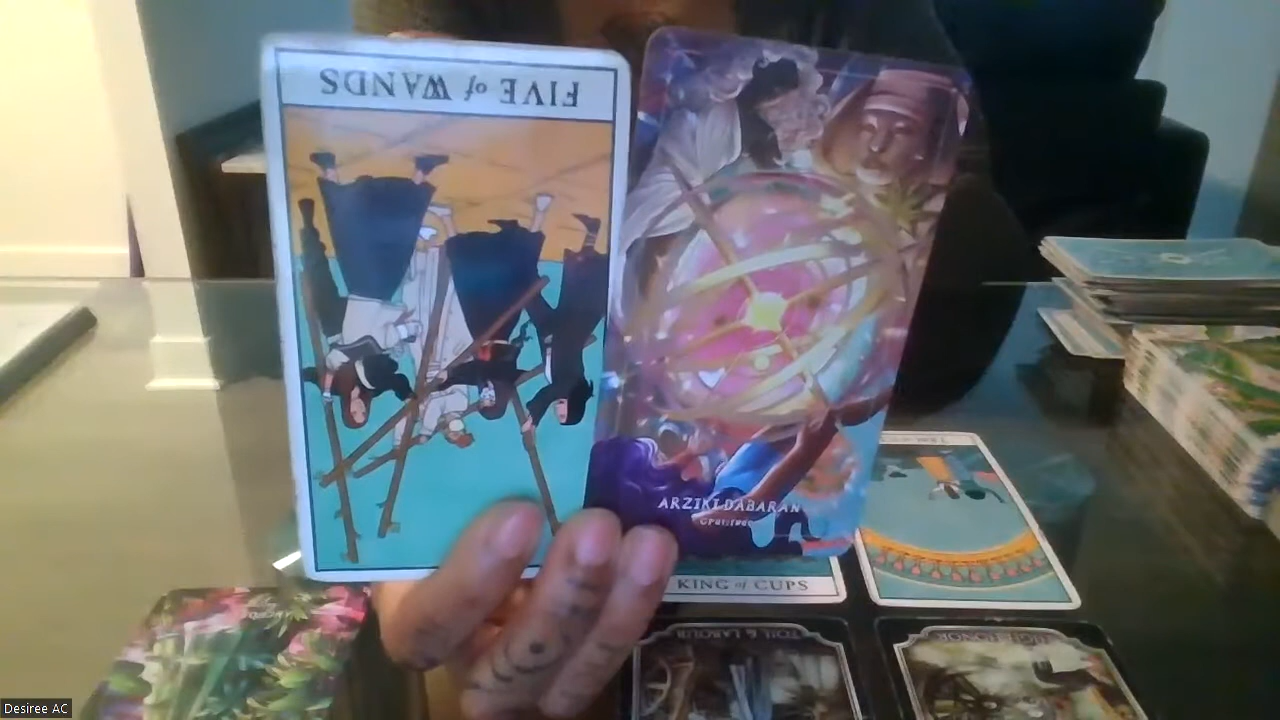 FIVE of WANDS
ARZIKI DABARAN
KING of CUPS
TOIL & LABOUR
Desiree AC